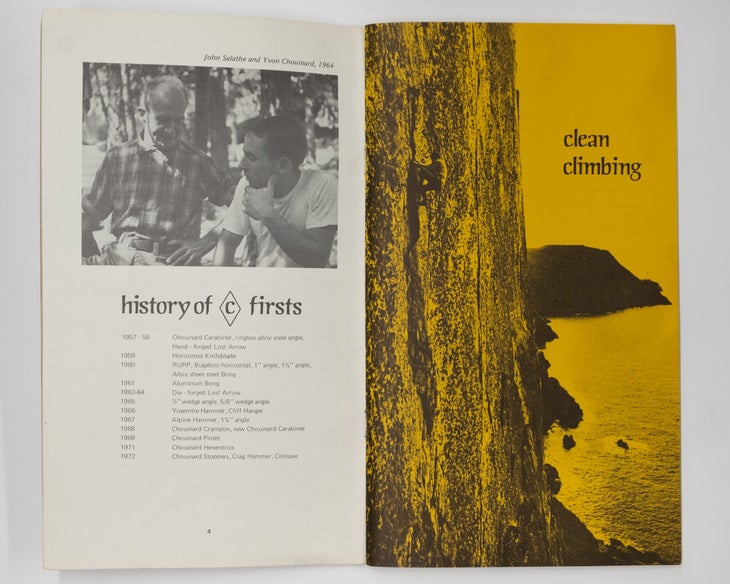 John Salathe and Yvon Chouinard, 1964
history of C firsts
1957 - 58 Chouinard Carabiner, ringless alloy steel angle,
Hand - forged Lost Arrow
1959 Horizontal Knifeblade
1960 RURP, Bugaboo horizontal, 1" angle, 1½" angle,
Alloy sheet steel Bong
1961 Aluminum Bong
1963-64 Die - forged Lost Arrow
1965 ½" wedge angle, 5/8" wedge angle
1966 Yosemite Hammer, Cliff Hanger
1967 Alpine Hammer, 1¼" angle
1968 Chouinard Crampon, new Chouinard Carabiner
1969 Chouinard Piolet
1971 Chouinard Hexentrics
1972 Chouinard Stoppers, Crag Hammer, Climaxe
4
clean
climbing